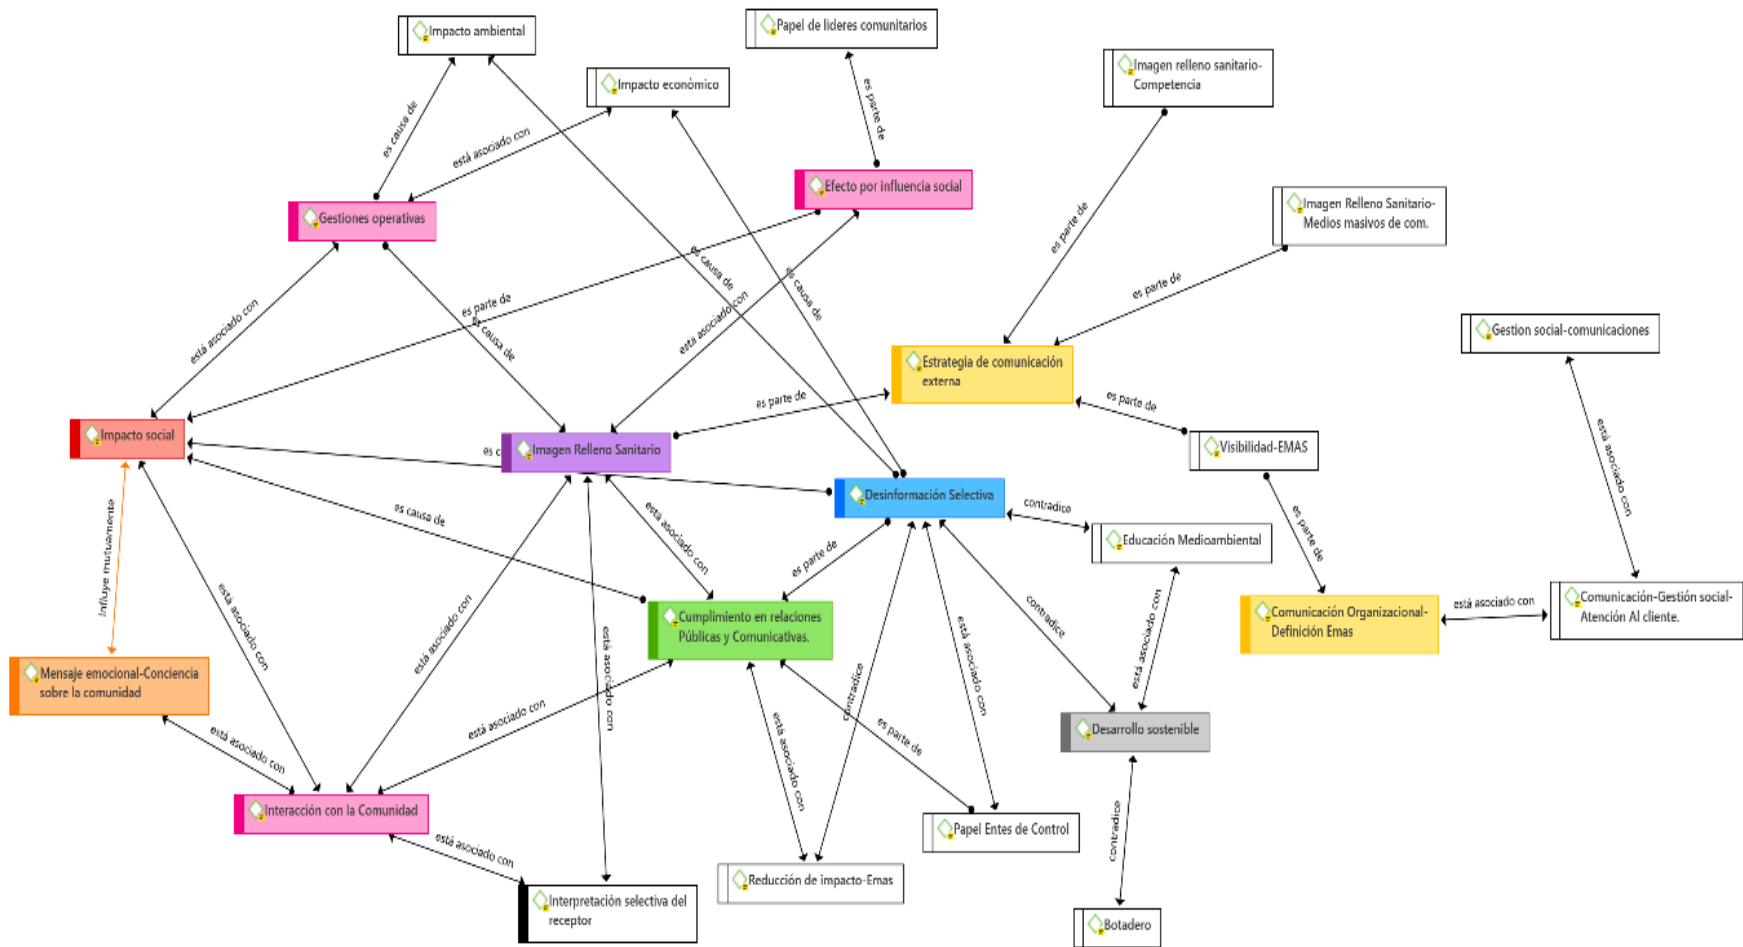 Impacto ambiental
Papel de líderes comunitarios
Imagen relleno sanitario-
Competencia
Impacto económico
es causa de
está asociado con
es parte de
Efecto por influencia social
Imagen Relleno Sanitario-
Medios masivos de com.
Gestiones operativas
es parte de
es causa de
es causa de
es parte de
está asociado con
es parte de
está asociado con
es causa de
Gestion social-comunicaciones
Estrategia de comunicación
externa
es parte de
es parte de
Impacto social
Imagen Relleno Sanitario
Visibilidad-EMAS
es c
Desinformación Selectiva
está asociado con
contradice
es causa de
está asociado con
es parte de
es parte de
Educación Medioambiental
Influye mutuamente
está asociado con
está asociado con
Cumplimiento en relaciones
Públicas y Comunicativas.
está asociado con
contradice
está asociado con
Comunicación Organizacional-
Definición Emas
está asociado con
Comunicación-Gestión social-
Atención Al cliente.
Mensaje emocional-Conciencia
sobre la comunidad
está asociado con
está asociado con
está asociado con
contradice
es parte de
Desarrollo sostenible
está asociado con
Interacción con la Comunidad
Papel Entes de Control
contradice
está asociado con
Reducción de impacto-Emas
Interpretación selectiva del
receptor
Botadero